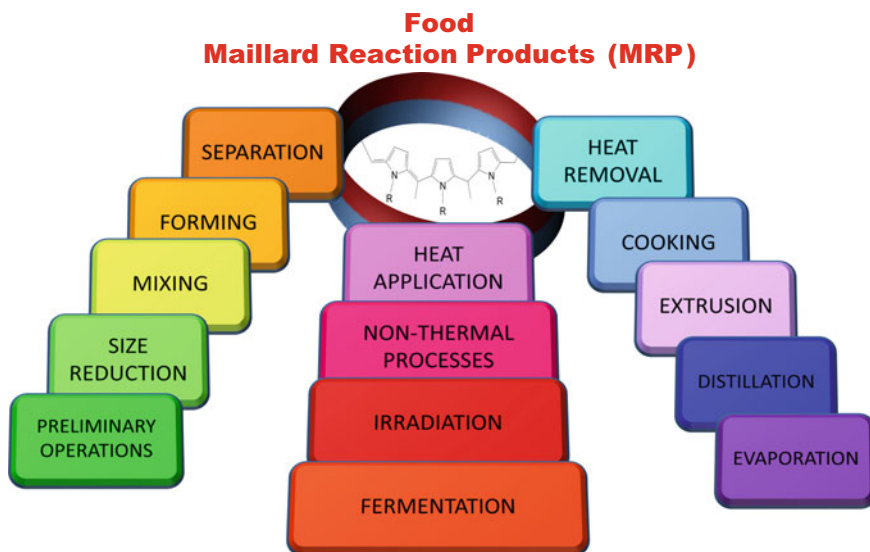 Food
Maillard Reaction Products (MRP)
SEPARATION
FORMING
MIXING
SIZE
REDUCTION
PRELIMINARY
OPERATIONS
N
R
N
R
N
R
HEAT
APPLICATION
NON-THERMAL
PROCESSES
IRRADIATION
FERMENTATION
HEAT
REMOVAL
COOKING
EXTRUSION
DISTILLATION
EVAPORATION